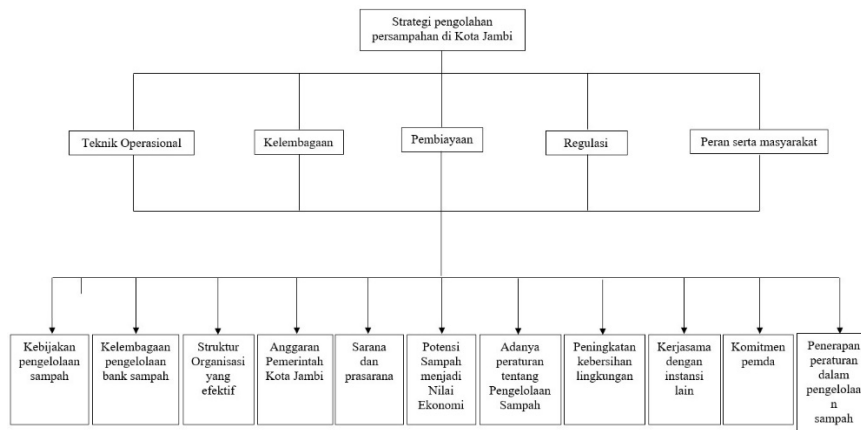 Strategi pengolahan
persampahan di Kota Jambi
Teknik Operasional
Kelembagaan
Pembiayaan
Regulasi
Peran serta masyarakat
Kebijakan
pengelolaan
sampah
Kelembagaan
pengelolaan
bank sampah
Struktur
Organisasi
yang
efektif
Anggaran
Pemerintah
Kota Jambi
Sarana
dan
prasarana
Potensi
Sampah
menjadi
Nilai
Ekonomi
Adanya
peraturan
tentang
Pengelolaan
Sampah
Peningkatan
kebersihan
lingkungan
Kerjasama
dengan
instansi
lain
Komitmen
pemda
Penerapan
peraturan
dalam
pengelolaa
n
sampah